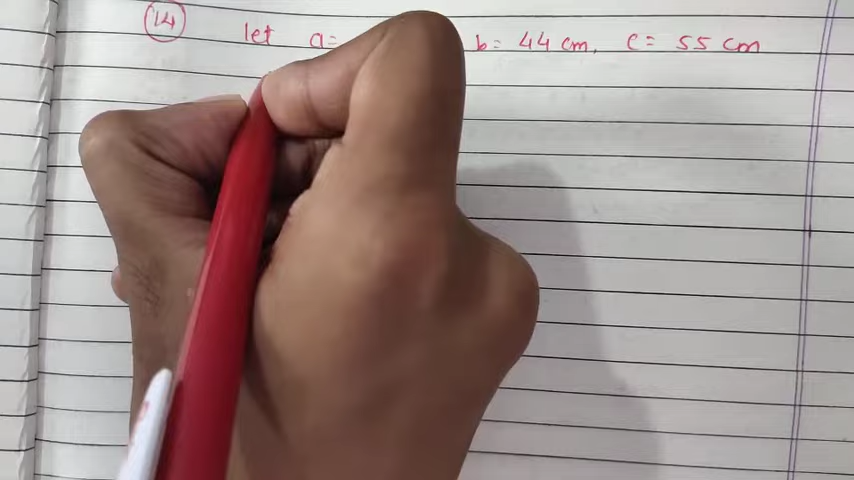 (14) let a= b= 44 cm, c= 55 cm